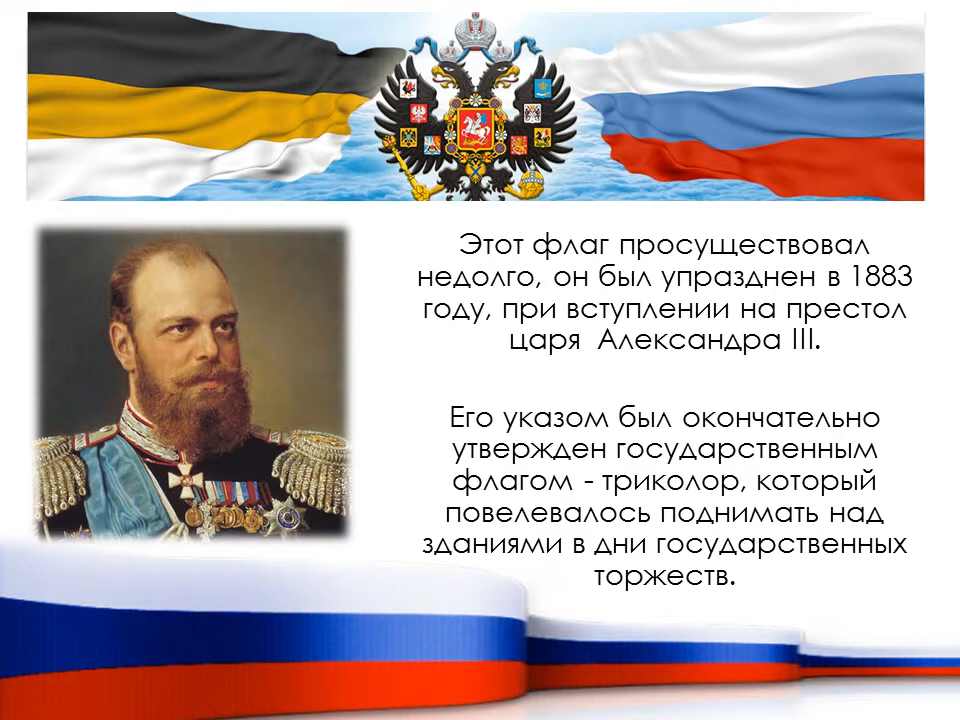 Этот флаг просуществовал
недолго, он был упразднен в 1883
году, при вступлении на престол
царя  Александра III.
Его указом был окончательно
утвержден государственным
флагом - триколор, который
повелевалось поднимать над
зданиями в дни государственных
торжеств.